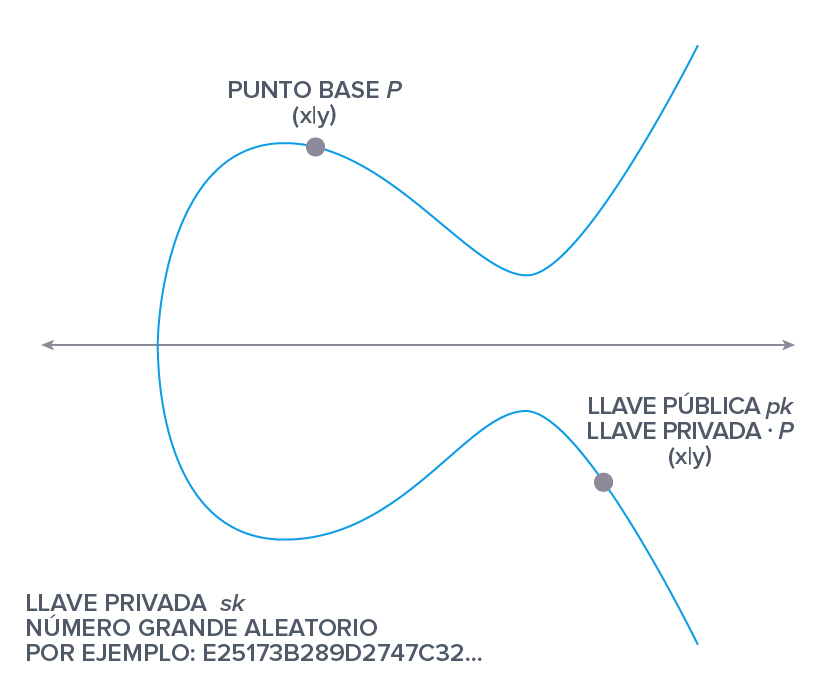 PUNTO BASE P
(x|y)
LLAVE PÚBLICA pk
LLAVE PRIVADA · P
(x|y)
LLAVE PRIVADA sk
NÚMERO GRANDE ALEATORIO
POR EJEMPLO: E25173B289D2747C32...